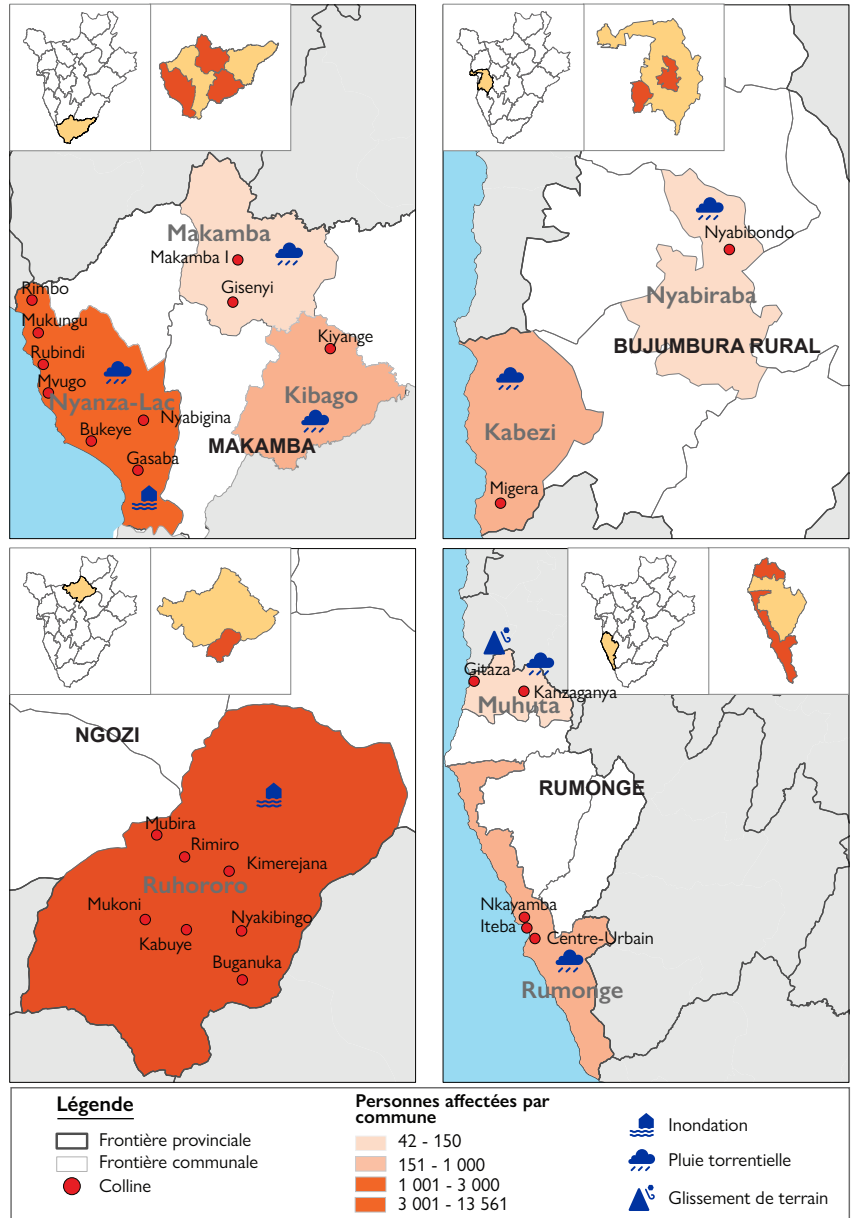 Makamba
Makamba I
Gisenyi
Rimbo
Mukungu
Rubindi
Mvugo
Nyanza-Lac
Nyabigina
Bukeye
Gasaba
Kiyange
Kibago
MAKAMBA
Nyabibondo
Nyabiraba
BUJUMBURA RURAL
Kabezi
Migera
NGOZI
Mubira
Rimiro
Kimerejana
Ruhororo
Mukoni
Kabuye
Nyakibingo
Buganuka
Gitaza
Kanzaganya
Muhuta
RUMONGE
Nkayamba
Iteba
Centre-Urbain
Rumonge
Légende
Frontière provinciale
Frontière communale
Colline
Personnes affectées par
commune
42 - 150
151 - 1 000
1 001 - 3 000
3 001 - 13 561
Inondation
Pluie torrentielle
Glissement de terrain